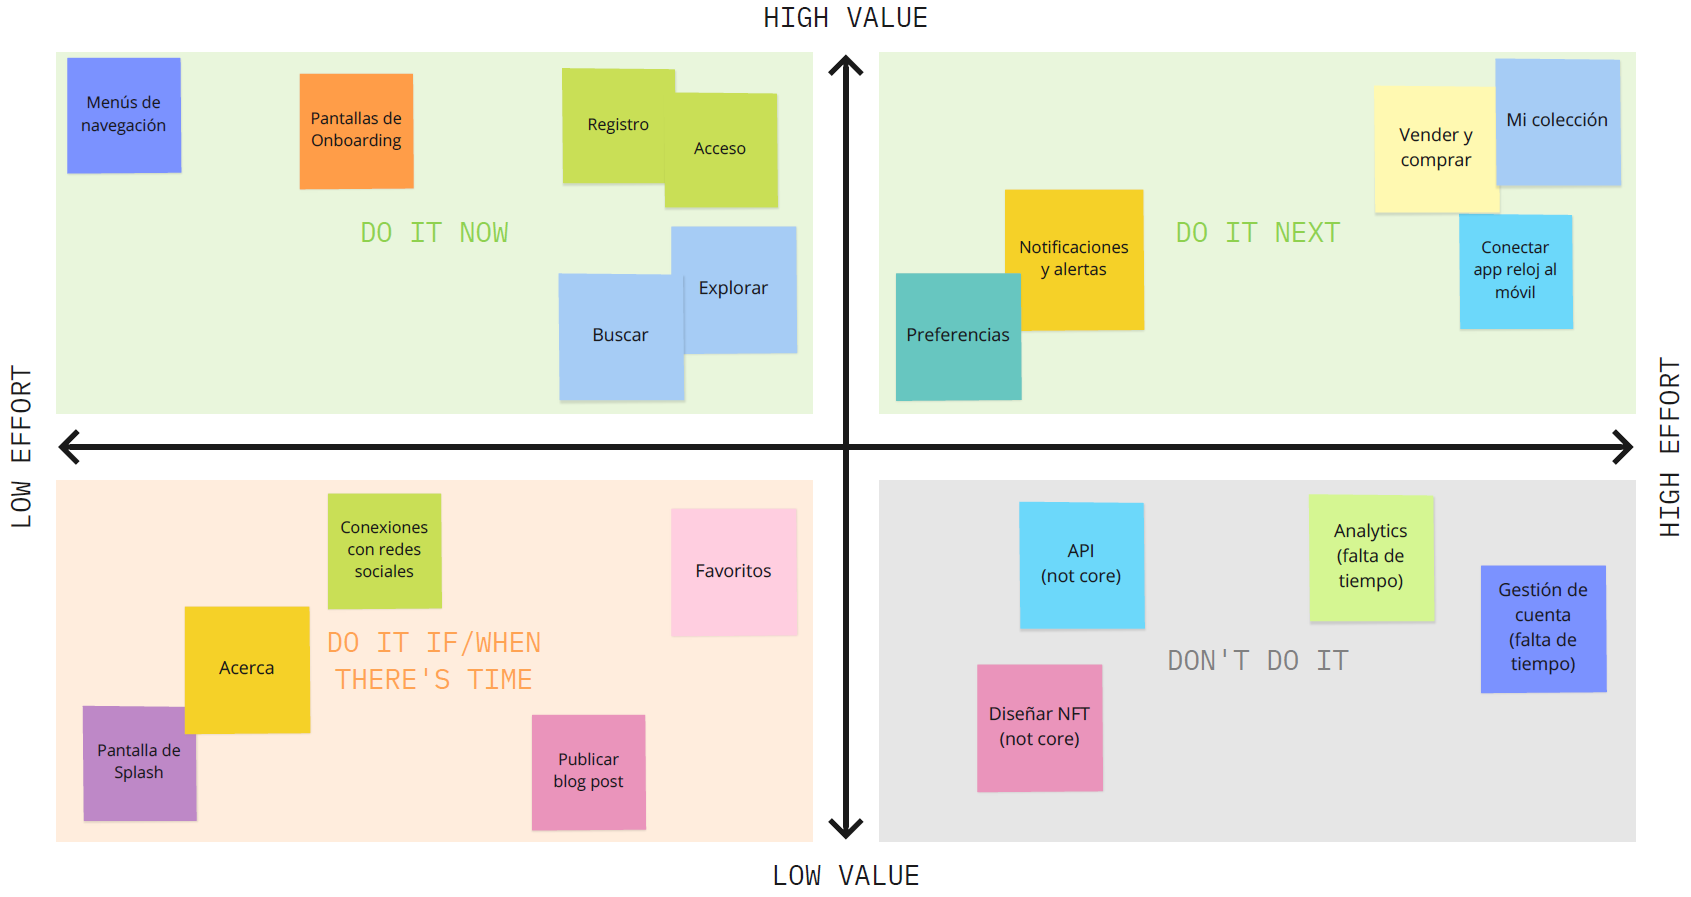 HIGH VALUE
Menús de
navegación
Pantallas de
Onboarding
Registro
Acceso
DO IT NOW
Explorar
Buscar
Vender y
comprar
Mi colección
Notificaciones
y alertas
DO IT NEXT
Conectar
app reloj al
móvil
Preferencias
LOW EFFORT
HIGH EFFORT
Conexiones
con redes
sociales
Favoritos
Acerca
DO IT IF/WHEN
THERE'S TIME
Pantalla de
Splash
Publicar
blog post
API
(not core)
Analytics
(falta de
tiempo)
Gestión de
cuenta
(falta de
tiempo)
DON'T DO IT
Diseñar NFT
(not core)
LOW VALUE